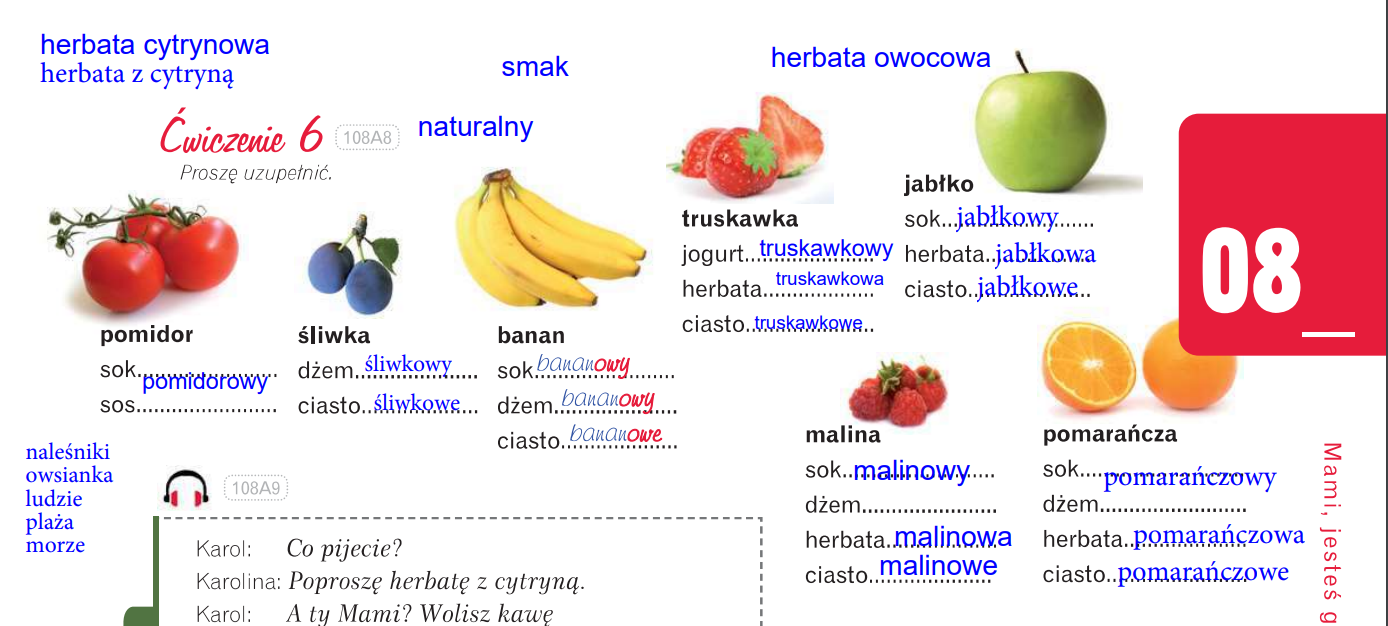 herbata cytrynowa
herbata z cytryną
smak
herbata owocowa
naturalny
Ćwiczenie 6 108A8
Proszę uzupełnić.
pomidor
sok..............................
pomidorowy
sos..............................
śliwka
dżem śliwkowy
ciasto śliwkowe
banan
sok bananowy
dżem bananowy
ciasto bananowe
truskawka
jogurt truskawkowy
herbata truskawkowa
ciasto truskawkowe
jabłko
sok jabłkowy
herbata jabłkowa
ciasto jabłkowe
08
malina
sok malinowy
dżem..............................
herbata malinowa
ciasto malinowe
pomarańcza
sok pomarańczowy
dżem..............................
herbata pomarańczowa
ciasto pomarańczowe
naleśniki
owsianka
ludzie
plaża
morze
108A9
Karol: Co pijecie?
Karolina: Poproszę herbatę z cytryną.
Karol: A ty Mami? Wolisz kawę
Mami, jesteś g